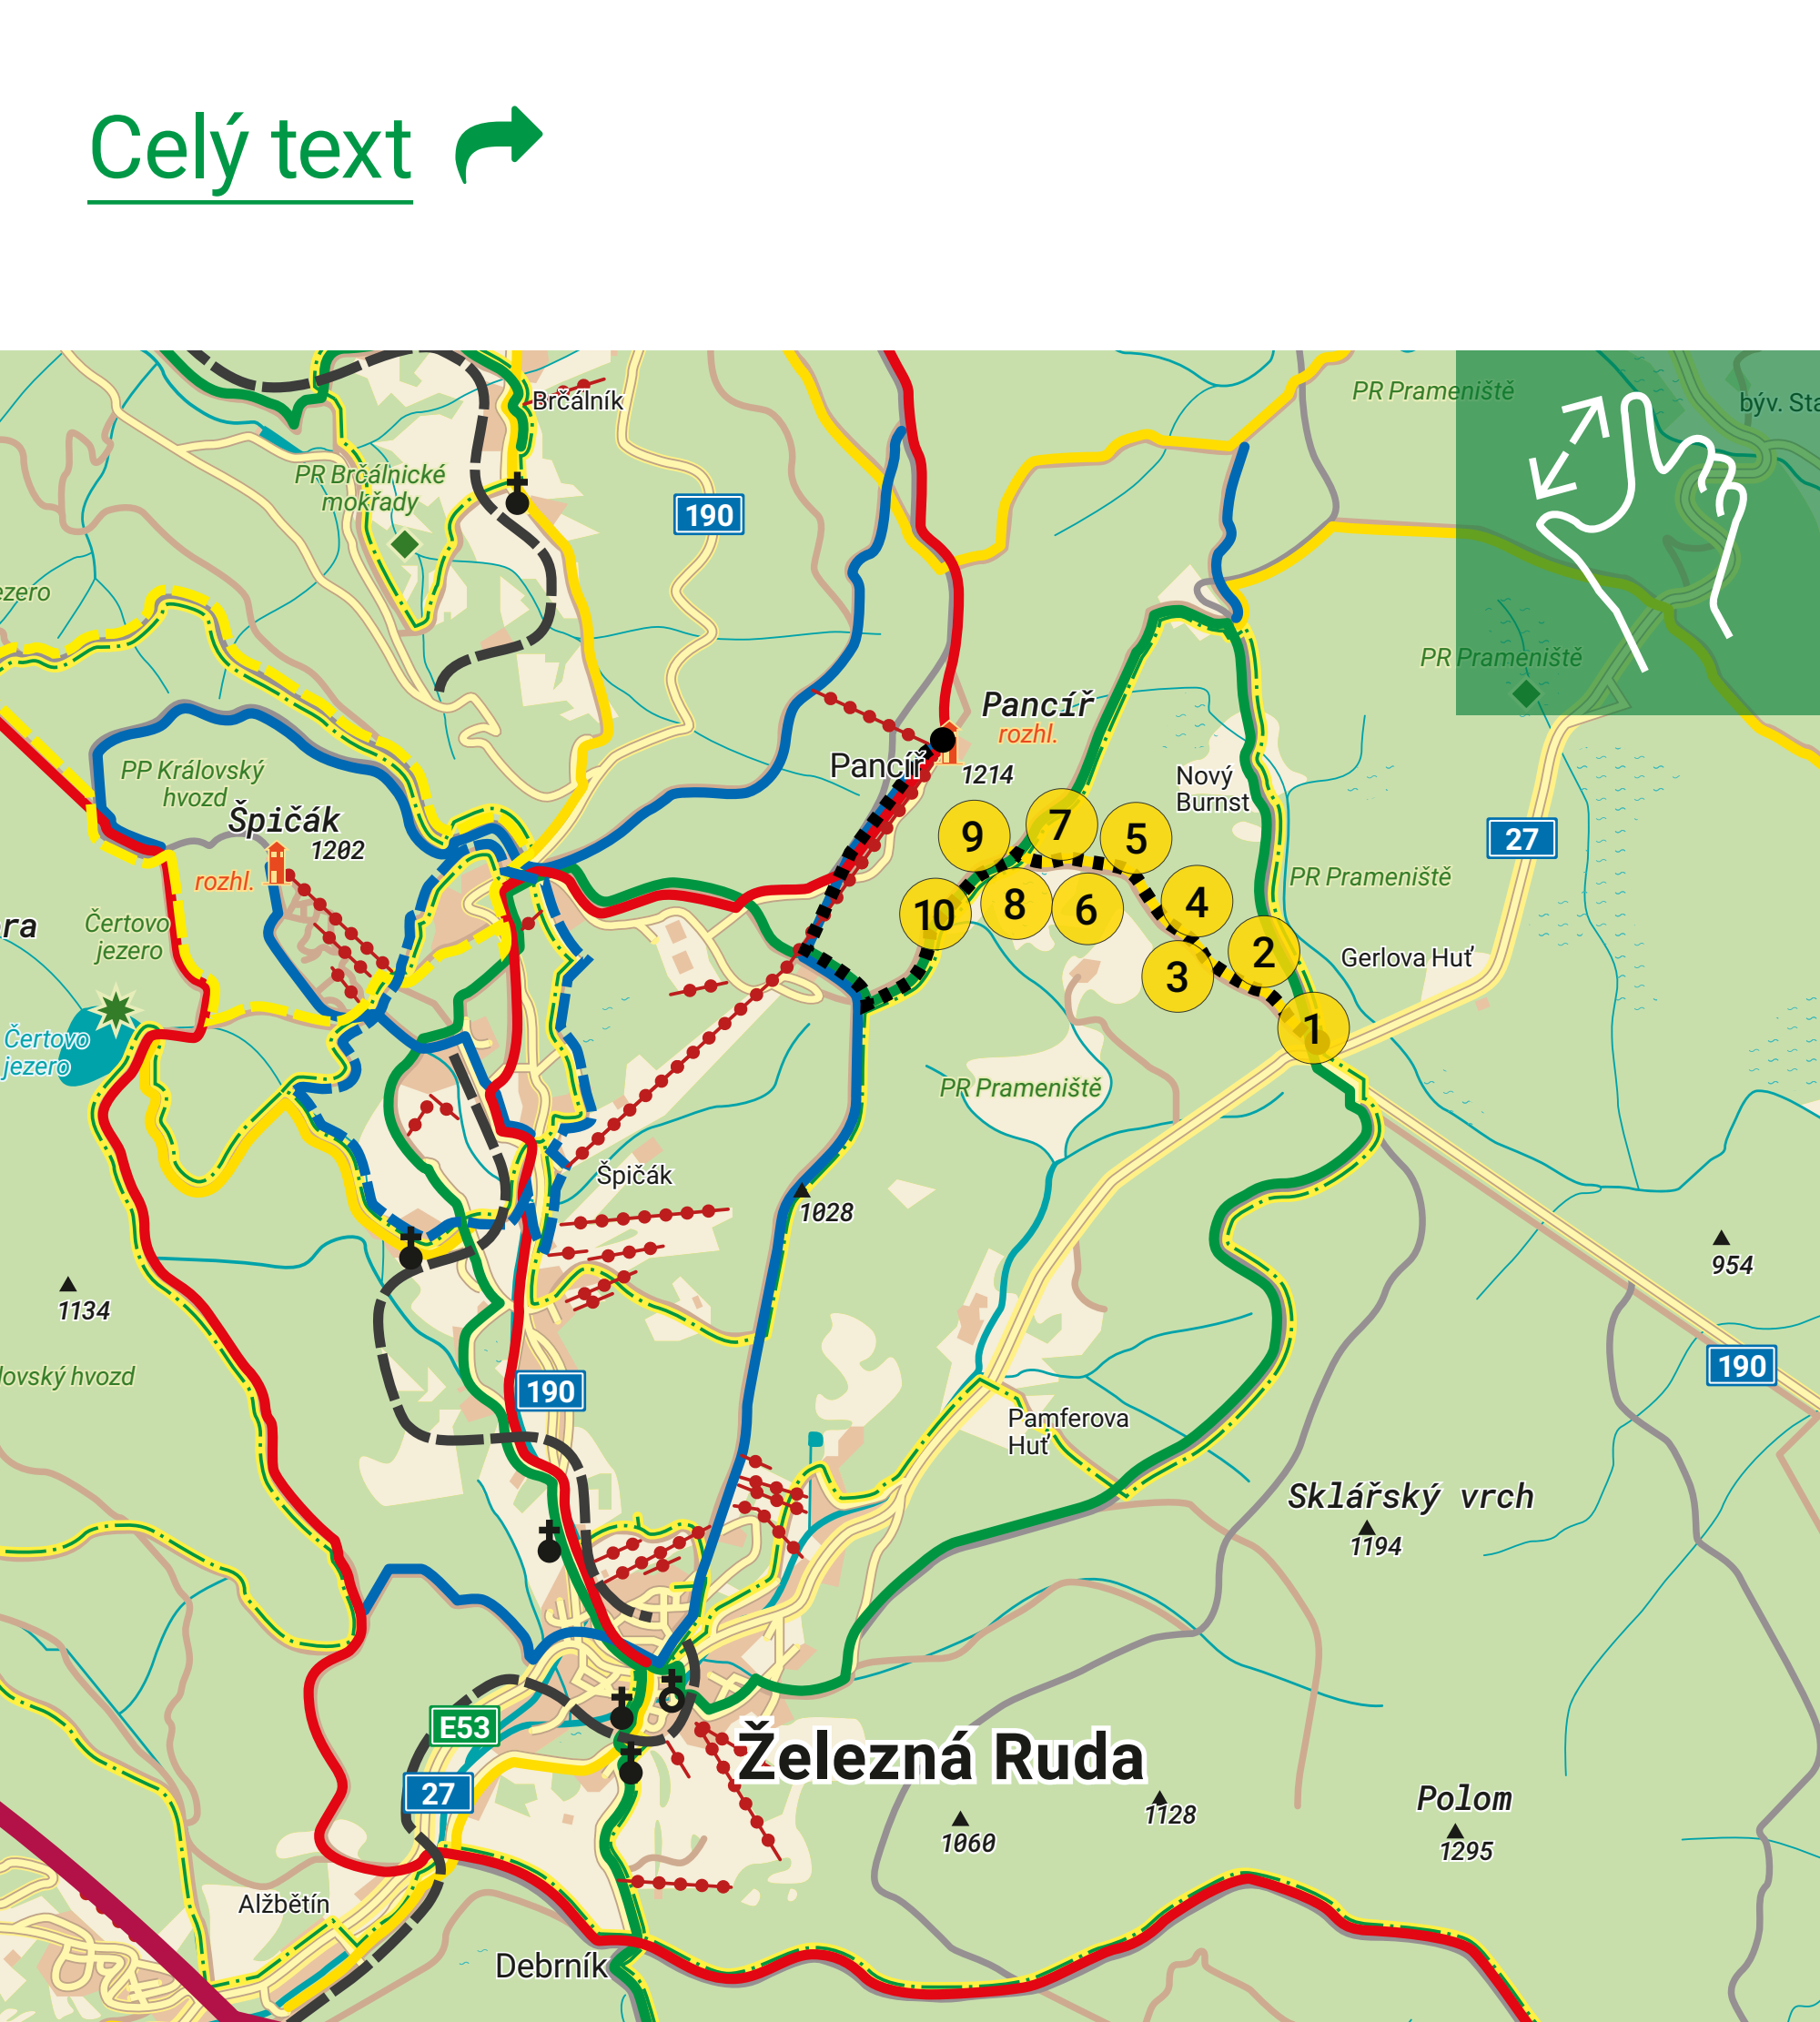 Celý text
Brčálník
PR Prameniště
býv. Sta
PR Brčálnické
mokřady
190
ezero
PR Prameniště
Pancíř
rozhl.
Pancíř
1214
PP Královský
hvozd
Nový
Burnst
Špičák
1202
27
rozhl.
9
7
5
PR Prameniště
10
8
6
4
Čertovo
jezero
ra
2
Gerlova Huť
3
1
Čertovo
jezero
PR Prameniště
Špičák
1028
954
1134
lovský hvozd
190
190
Pamferova
Huť
Sklářský vrch
1194
E53
Železná Ruda
27
1060
1128
Polom
1295
Alžbětín
Debrník